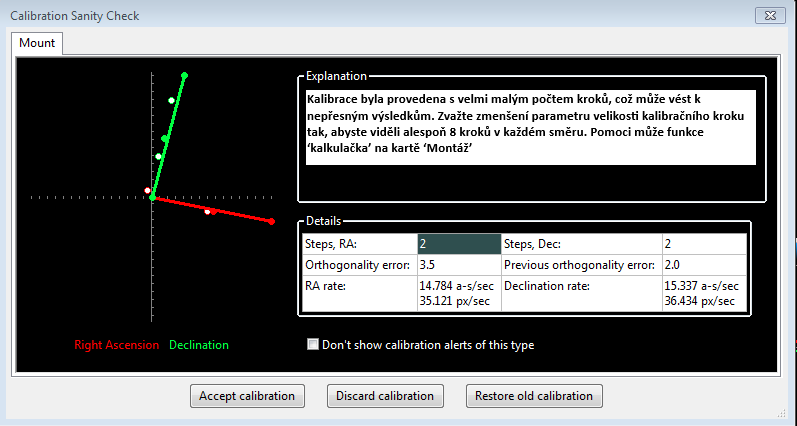 Calibration Sanity Check
Mount
Explanation
Kalibrace byla provedena s velmi malým počtem kroků, což může vést k
nepřesným výsledkům. Zvažte zmenšení parametru velikosti kalibračního kroku
tak, abyste viděli alespoň 8 kroků v každém směru. Pomoci může funkce
‘kalkulačka’ na kartě ‘Montáž’
Details
Steps, RA: 2 Steps, Dec: 2
Orthogonality error: 3.5 Previous orthogonality error: 2.0
RA rate: 14.784 a-s/sec Declination rate: 15.337 a-s/sec
35.121 px/sec 36.434 px/sec
Right Ascension Declination
Don't show calibration alerts of this type
Accept calibration Discard calibration Restore old calibration